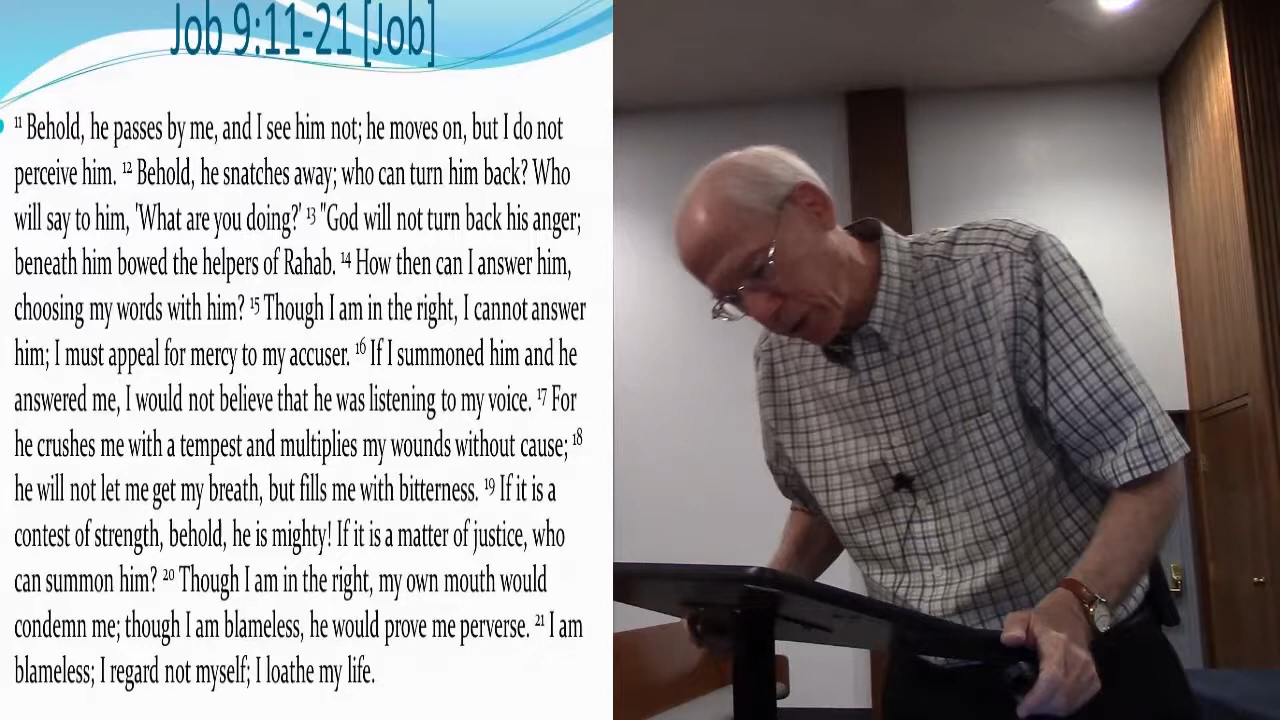 Job 9:11-21 [Job]
11 Behold, he passes by me, and I see him not; he moves on, but I do not
perceive him. 12 Behold, he snatches away; who can turn him back? Who
will say to him, 'What are you doing?' 13 "God will not turn back his anger;
beneath him bowed the helpers of Rahab. 14 How then can I answer him,
choosing my words with him? 15 Though I am in the right, I cannot answer
him; I must appeal for mercy to my accuser. 16 If I summoned him and he
answered me, I would not believe that he was listening to my voice. 17 For
he crushes me with a tempest and multiplies my wounds without cause; 18
he will not let me get my breath, but fills me with bitterness. 19 If it is a
contest of strength, behold, he is mighty! If it is a matter of justice, who
can summon him? 20 Though I am in the right, my own mouth would
condemn me; though I am blameless, he would prove me perverse. 21 I am
blameless; I regard not myself; I loathe my life.